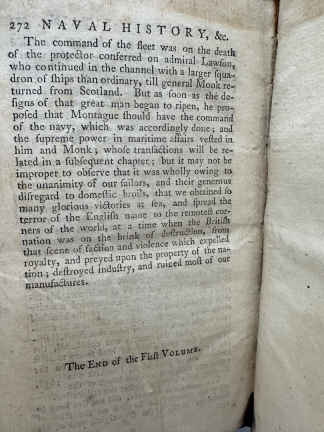 272 NAVAL HISTORY, &c.
The command of the fleet was on the death
of the protector conferred on admiral Lawson,
who continued in the channel with a larger squa-
dron of ſhips than ordinary, till general Monk re-
turned from Scotland. But as ſoon as the de-
ſigns of that great man began to ripen, he pro-
poſed that Montague ſhould have the command
of the navy, which was accordingly done; and
the ſupreme power in maritime affairs veſted in
him and Monk; whoſe tranſactions will be re-
lated in a ſubſequent chapter; but it may not be
improper to obſerve that it was wholly owing to
the unanimity of our ſailors, and their generous
diſregard to domeſtic broils, that we obtained ſo
many glorious victories at ſea, and ſpread the
terror of the Engliſh name to the remoteſt cor-
ners of the world, at a time when the Britiſh
nation was on the brink of deſtruction, from
that ſcene of faction and violence which expelled
royalty, and preyed upon the property of the na-
tion; deſtroyed induſtry, and ruined moſt of our
manufactures.
The END of the Firſt VOLUME.